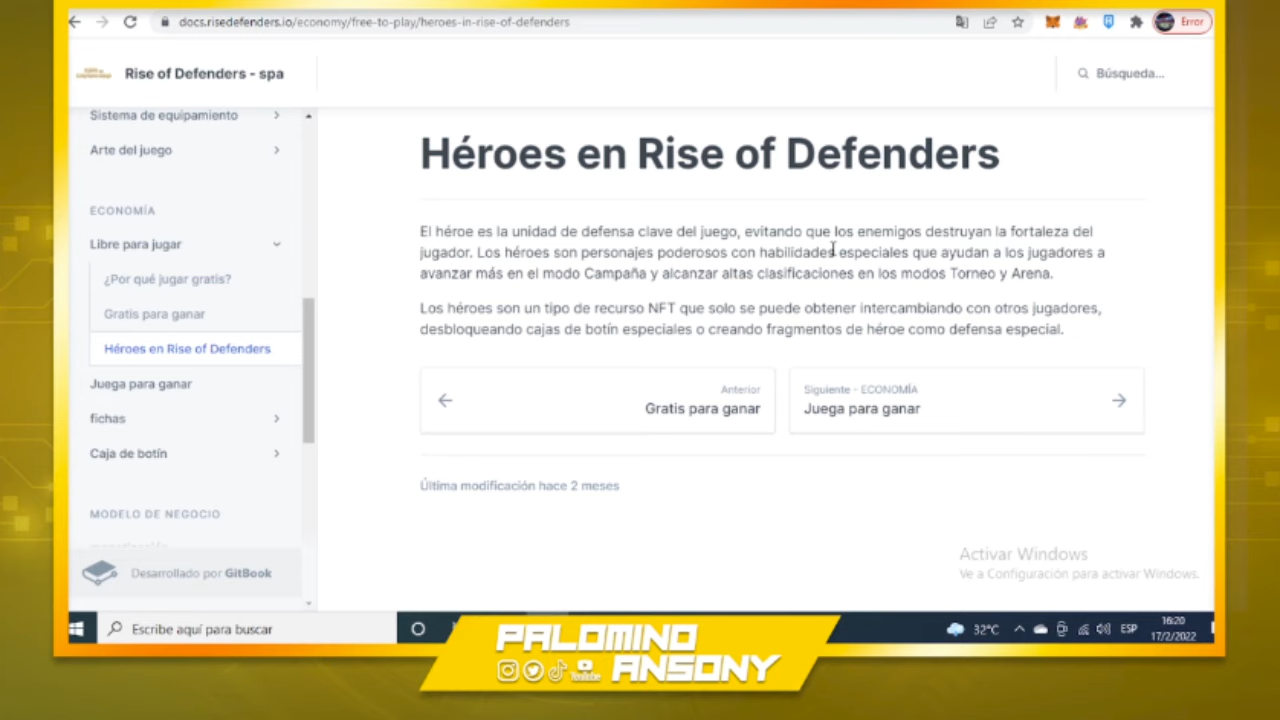 docs.risedefenders.io/economy/free-to-play/heroes-in-rise-of-defenders
Error
Rise of Defenders - spa
Búsqueda...
Sistema de equipamiento
Arte del juego
ECONOMÍA
Libre para jugar
¿Por qué jugar gratis?
Gratis para ganar
Héroes en Rise of Defenders
Juega para ganar
fichas
Caja de botín
MODELO DE NEGOCIO
Desarrollado por GitBook
Héroes en Rise of Defenders
El héroe es la unidad de defensa clave del juego, evitando que los enemigos destruyan la fortaleza del
jugador. Los héroes son personajes poderosos con habilidades especiales que ayudan a los jugadores a
avanzar más en el modo Campaña y alcanzar altas clasificaciones en los modos Torneo y Arena.
Los héroes son un tipo de recurso NFT que solo se puede obtener intercambiando con otros jugadores,
desbloqueando cajas de botín especiales o creando fragmentos de héroe como defensa especial.
Anterior
Gratis para ganar
Siguiente - ECONOMÍA
Juega para ganar
Última modificación hace 2 meses
Activar Windows
Ve a Configuración para activar Windows.
Escribe aquí para buscar
32°C
ESP
16:20
17/2/2022
PALOMINO
YouTube
ANSONY